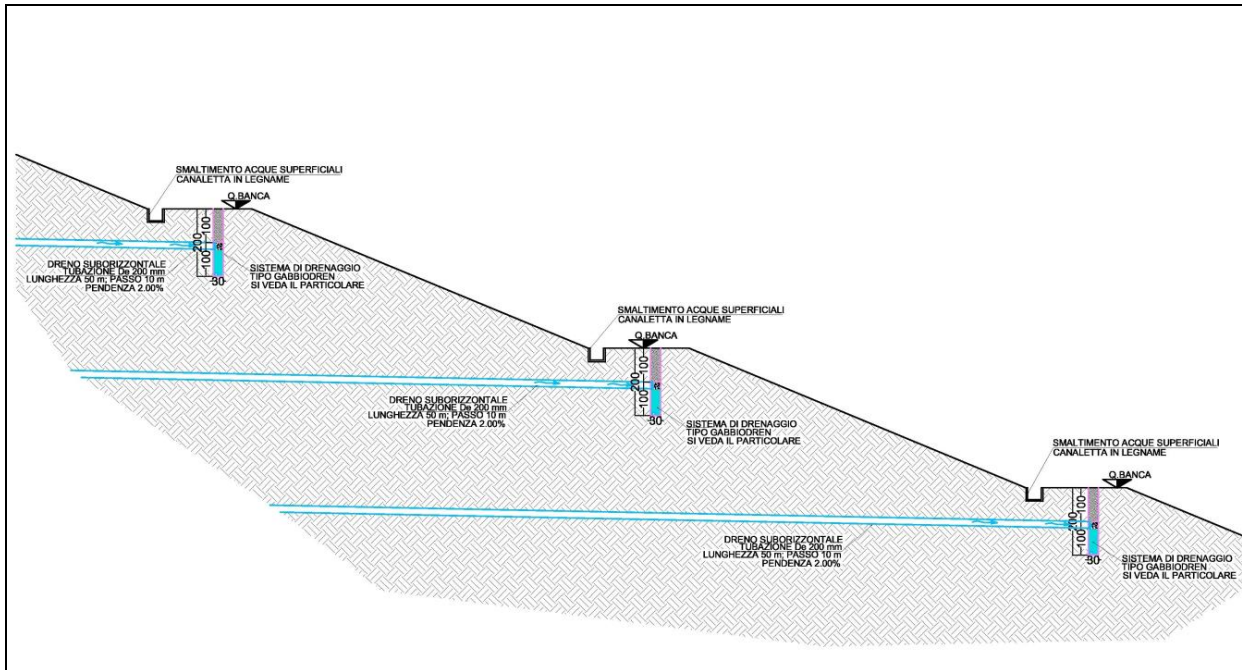 SMALTIMENTO ACQUE SUPERFICIALI
CANALETTA IN LEGNAME
Q.BANCA
100
200
100
30
DRENO SUBORIZZONTALE
TUBAZIONE De 200 mm
LUNGHEZZA 50 m; PASSO 10 m
PENDENZA 2.00%
SISTEMA DI DRENAGGIO
TIPO GABBIODREN
SI VEDA IL PARTICOLARE
SMALTIMENTO ACQUE SUPERFICIALI
CANALETTA IN LEGNAME
Q.BANCA
100
200
100
30
DRENO SUBORIZZONTALE
TUBAZIONE De 200 mm
LUNGHEZZA 50 m; PASSO 10 m
PENDENZA 2.00%
SISTEMA DI DRENAGGIO
TIPO GABBIODREN
SI VEDA IL PARTICOLARE
SMALTIMENTO ACQUE SUPERFICIALI
CANALETTA IN LEGNAME
Q.BANCA
100
200
100
30
DRENO SUBORIZZONTALE
TUBAZIONE De 200 mm
LUNGHEZZA 50 m; PASSO 10 m
PENDENZA 2.00%
SISTEMA DI DRENAGGIO
TIPO GABBIODREN
SI VEDA IL PARTICOLARE